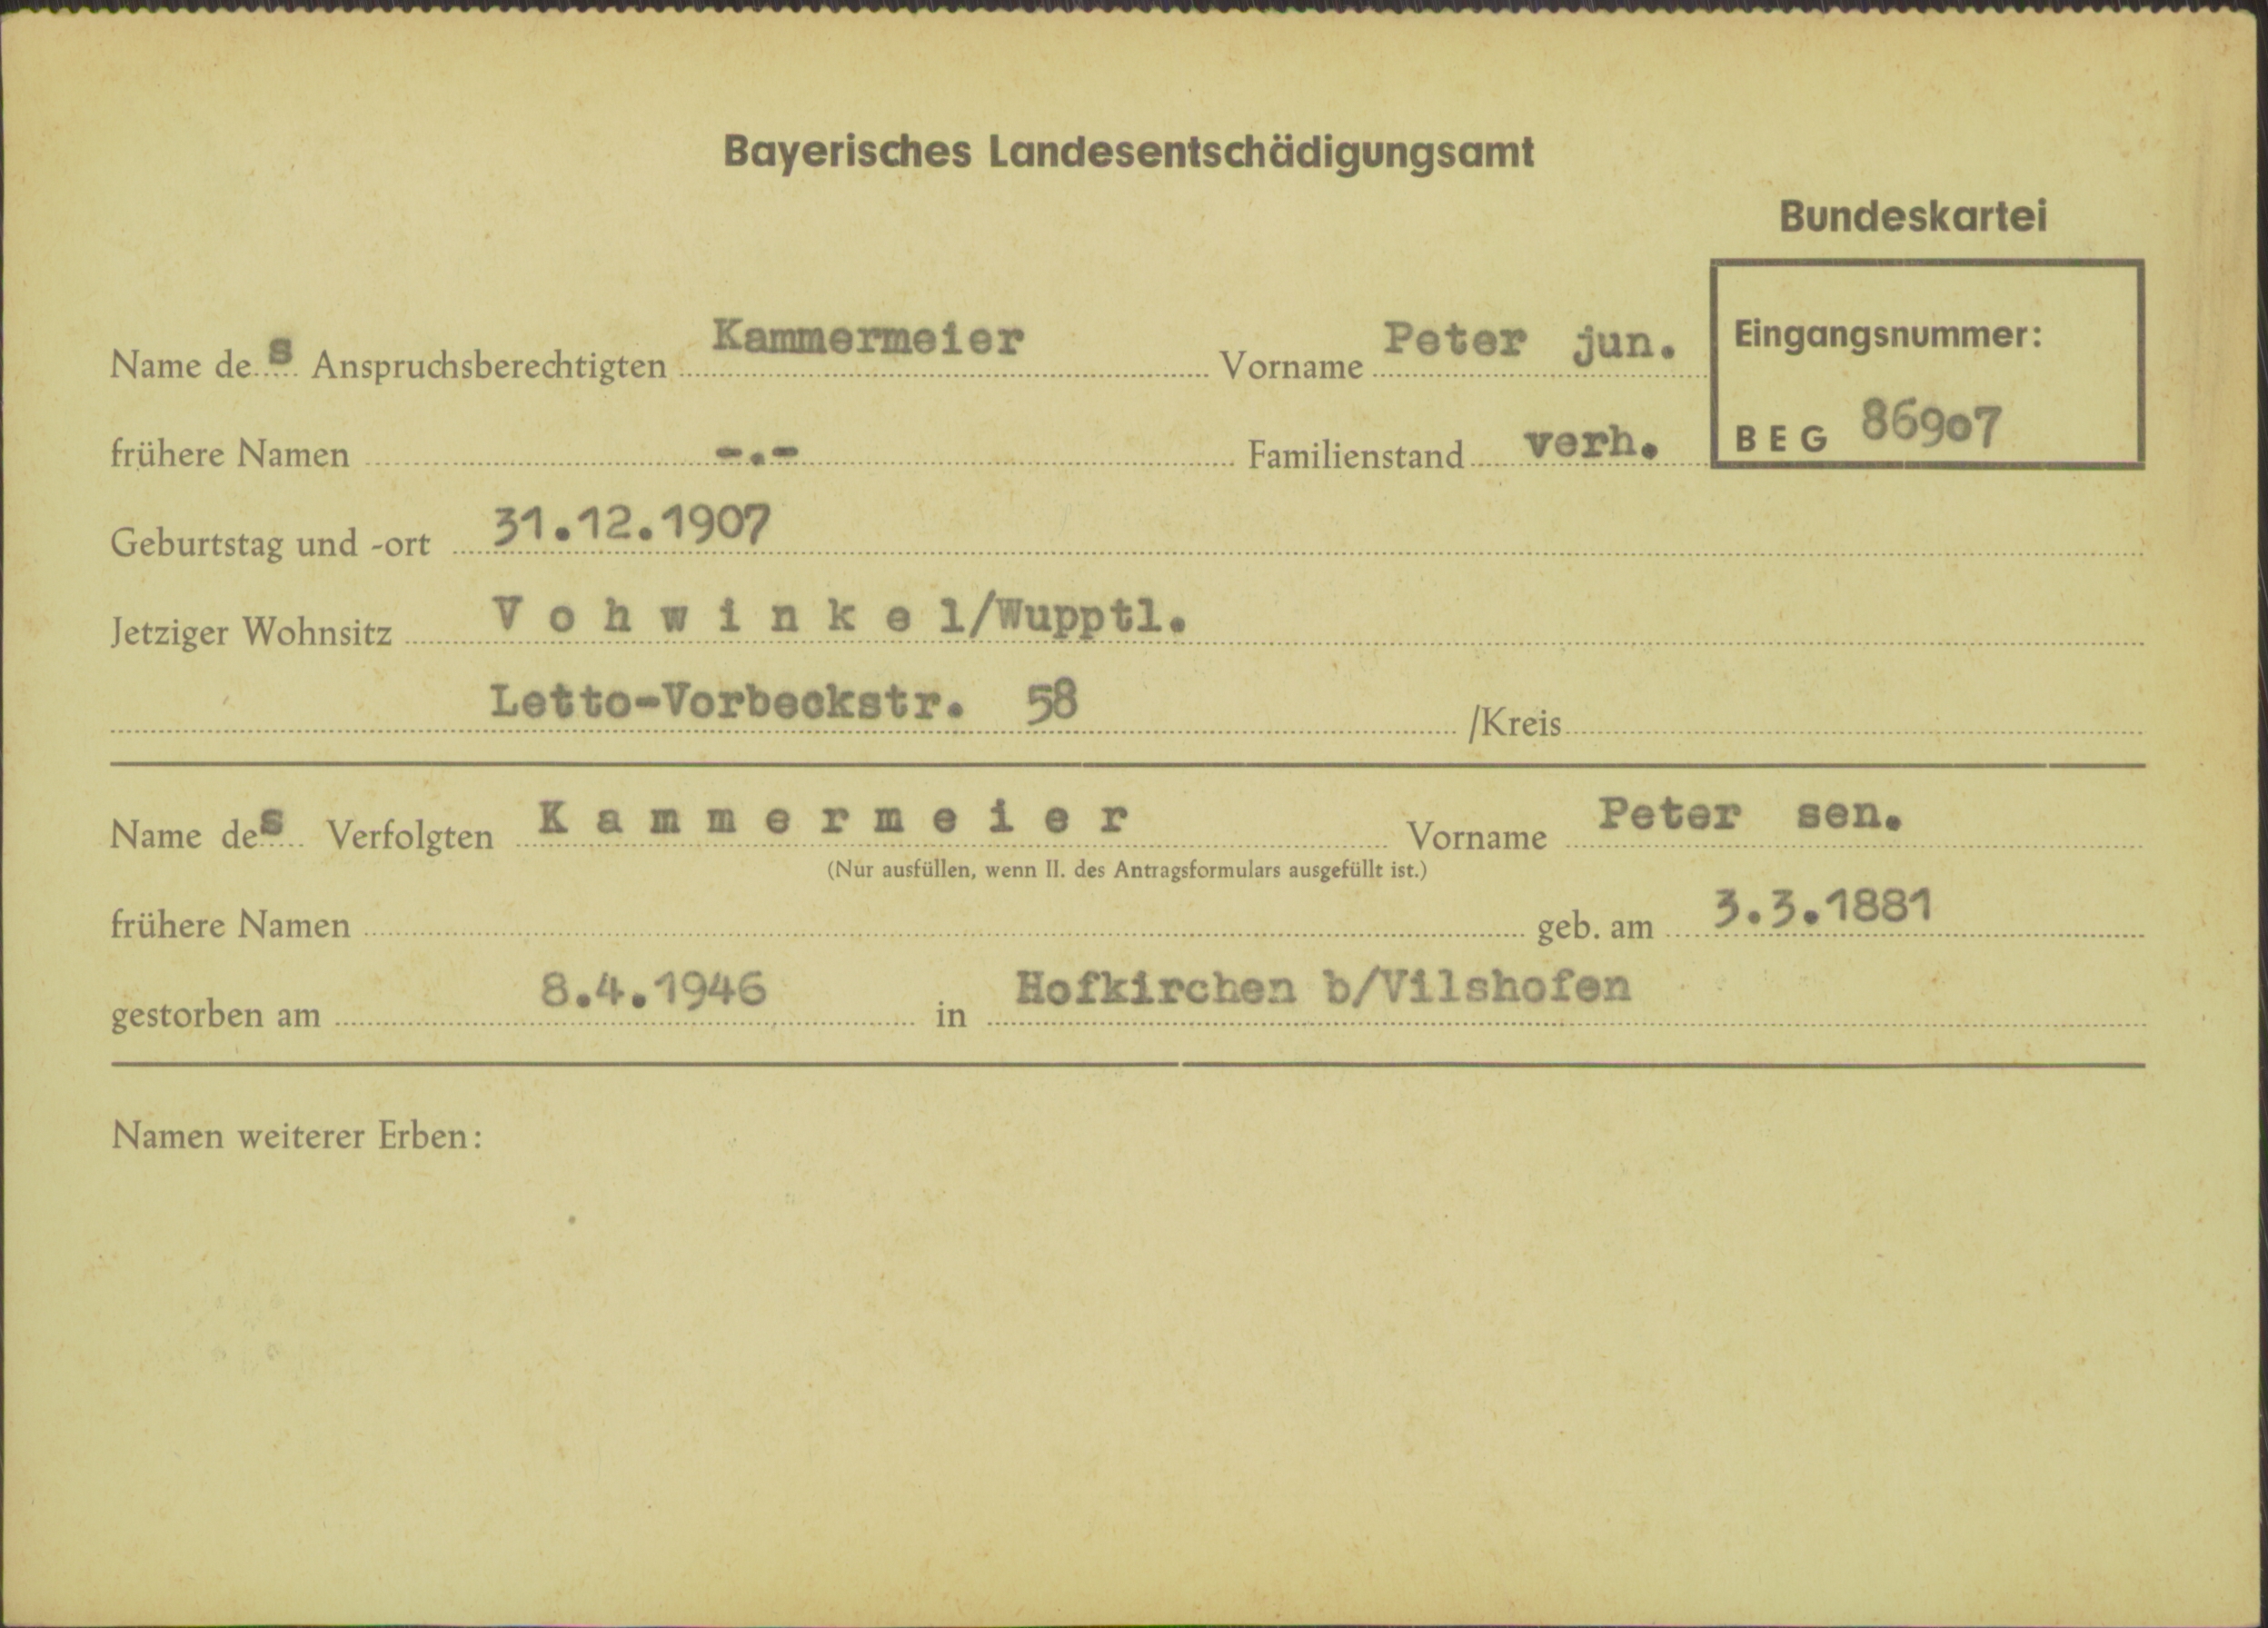 Bayerisches Landesentschädigungsamt
Bundeskartei
Name des Anspruchsberechtigten Kammermeier Vorname Peter jun.
Eingangsnummer:
BEG 86907
frühere Namen -.- Familienstand verh.
Geburtstag und -ort 31.12.1907
Jetziger Wohnsitz Vohwinkel/Wupptl.
Letto-Vorbeckstr. 58 /Kreis
Name des Verfolgten Kammermeier Vorname Peter sen.
(Nur ausfüllen, wenn II. des Antragsformulars ausgefüllt ist.)
frühere Namen geb. am 3.3.1881
gestorben am 8.4.1946 in Hofkirchen b/Vilshofen
Namen weiterer Erben: